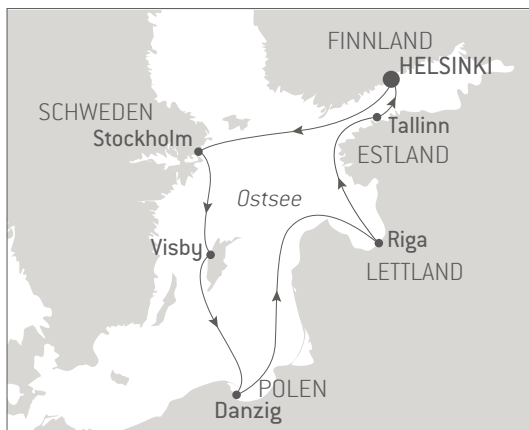 FINNLAND
HELSINKI
SCHWEDEN
Stockholm
Tallinn
ESTLAND
Ostsee
Visby
Riga
LETTLAND
POLEN
Danzig